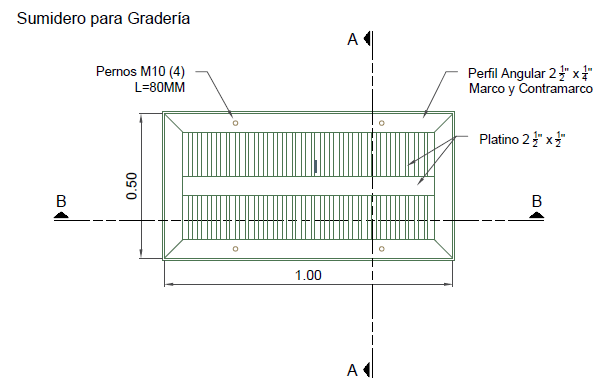 Sumidero para Gradería
A
Pernos M10 (4)
L=80MM
Perfil Angular 2 1/2" x 1/4"
Marco y Contramarco
Platino 2 1/2" x 1/2"
0.50
B
B
1.00
A